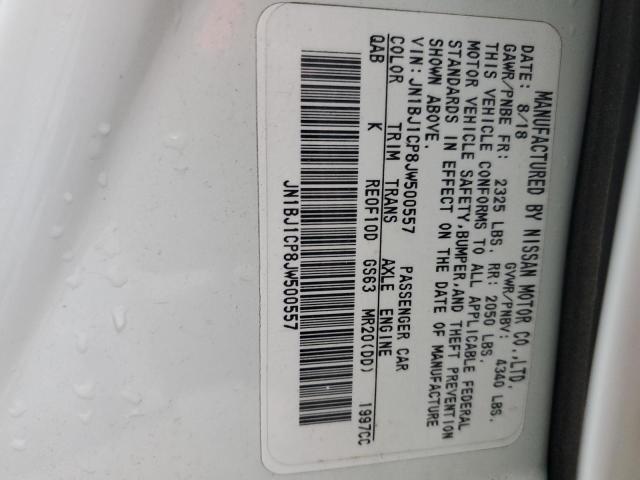 MANUFACTURED BY NISSAN MOTOR CO.,LTD.
DATE: 8/18 GVWR/PNBV: 4340 LBS.
GAWR/PNBE FR: 2325 LBS. RR: 2050 LBS.
THIS VEHICLE CONFORMS TO ALL APPLICABLE FEDERAL
MOTOR VEHICLE SAFETY,BUMPER,AND THEFT PREVENTION
STANDARDS IN EFFECT ON THE DATE OF MANUFACTURE
SHOWN ABOVE.
VIN:JN1BJ1CP8JW500557 PASSENGER CAR
COLOR TRIM TRANS AXLE ENGINE
QAB K RE0F10D GS63 MR20(DD) 1997CC
JN1BJ1CP8JW500557